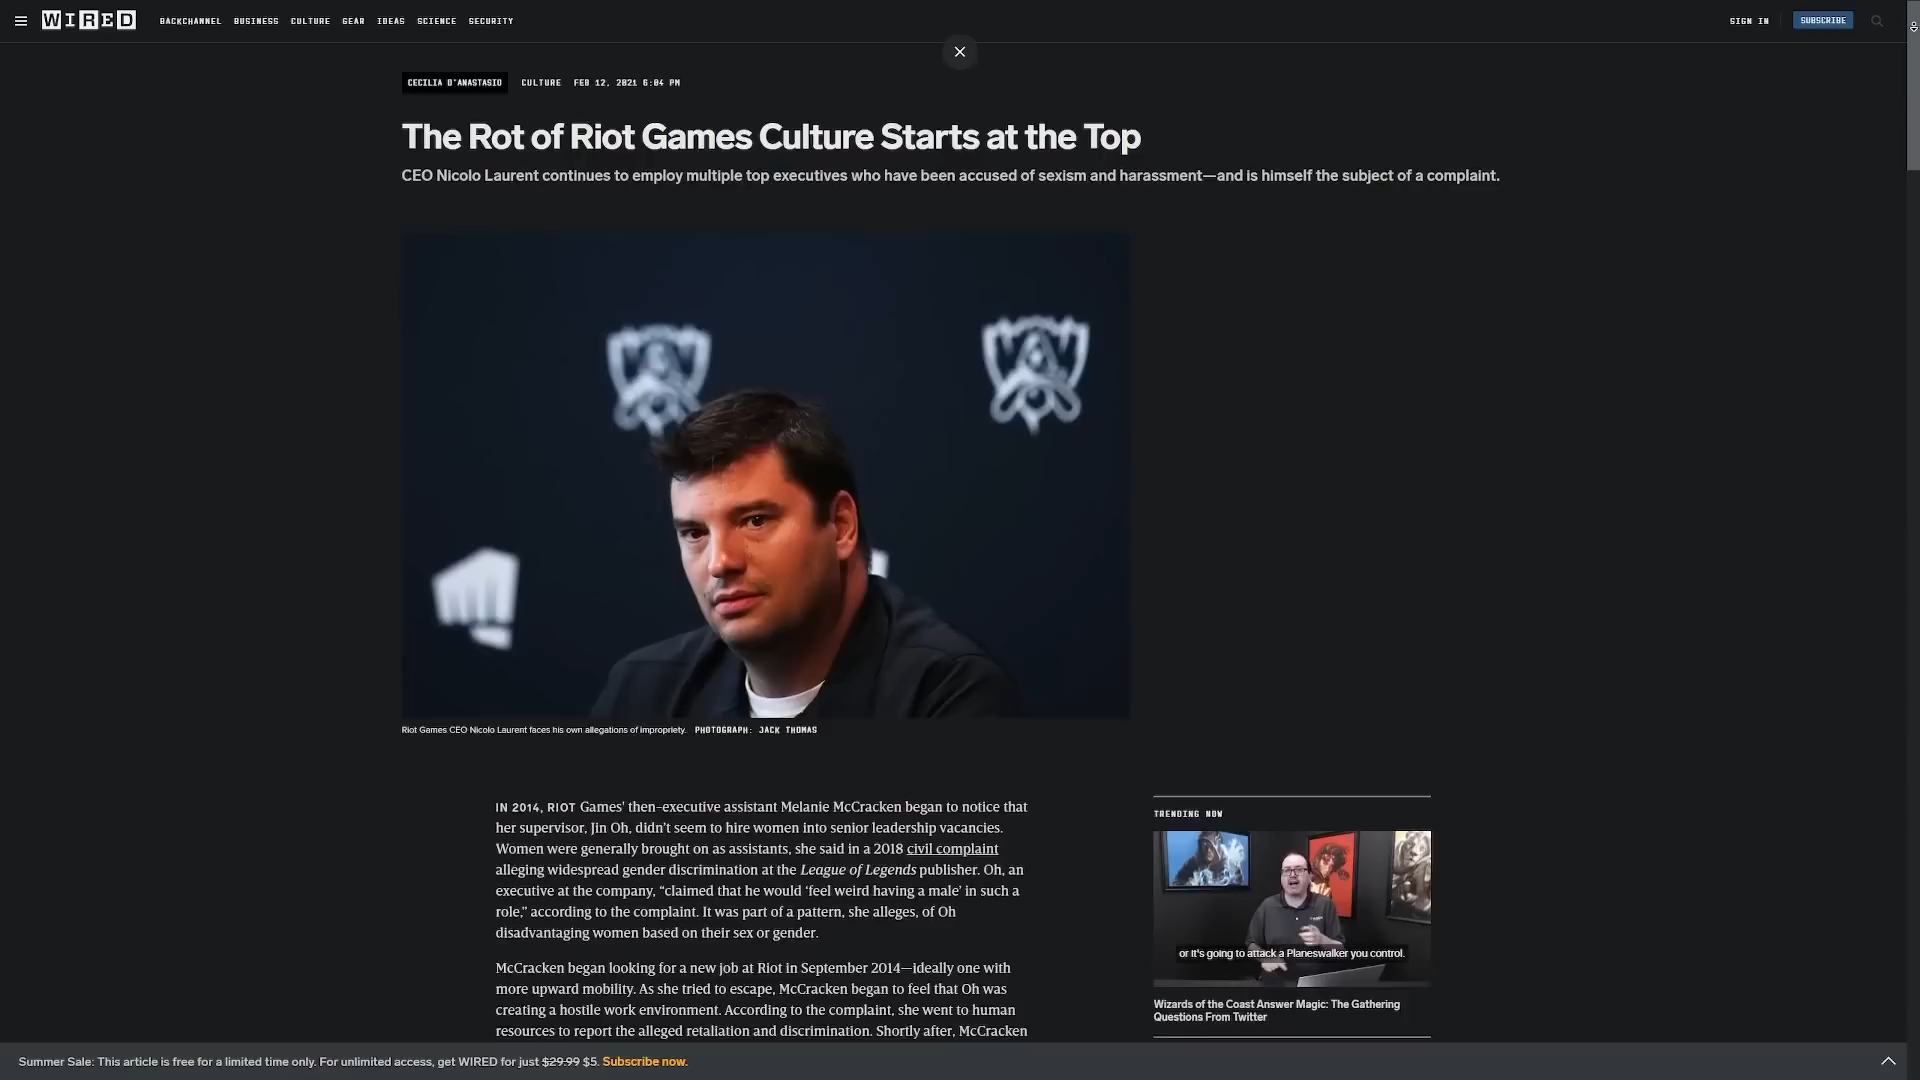 WIRED
BACKCHANNEL BUSINESS CULTURE GEAR IDEAS SCIENCE SECURITY
SIGN IN
SUBSCRIBE
CECILIA D'ANASTASIO CULTURE FEB 12, 2021 6:04 PM
The Rot of Riot Games Culture Starts at the Top
CEO Nicolo Laurent continues to employ multiple top executives who have been accused of sexism and harassment—and is himself the subject of a complaint.
Riot Games CEO Nicolo Laurent faces his own allegations of impropriety. PHOTOGRAPH: JACK THOMAS
IN 2014, RIOT Games' then-executive assistant Melanie McCracken began to notice that
her supervisor, Jin Oh, didn’t seem to hire women into senior leadership vacancies.
Women were generally brought on as assistants, she said in a 2018 civil complaint
alleging widespread gender discrimination at the League of Legends publisher. Oh, an
executive at the company, “claimed that he would ‘feel weird having a male’ in such a
role,” according to the complaint. It was part of a pattern, she alleges, of Oh
disadvantaging women based on their sex or gender.
McCracken began looking for a new job at Riot in September 2014—ideally one with
more upward mobility. As she tried to escape, McCracken began to feel that Oh was
creating a hostile work environment. According to the complaint, she went to human
resources to report the alleged retaliation and discrimination. Shortly after, McCracken
TRENDING NOW
or it's going to attack a Planeswalker you control.
Wizards of the Coast Answer Magic: The Gathering
Questions From Twitter
Summer Sale: This article is free for a limited time only. For unlimited access, get WIRED for just $29.99 $5. Subscribe now.